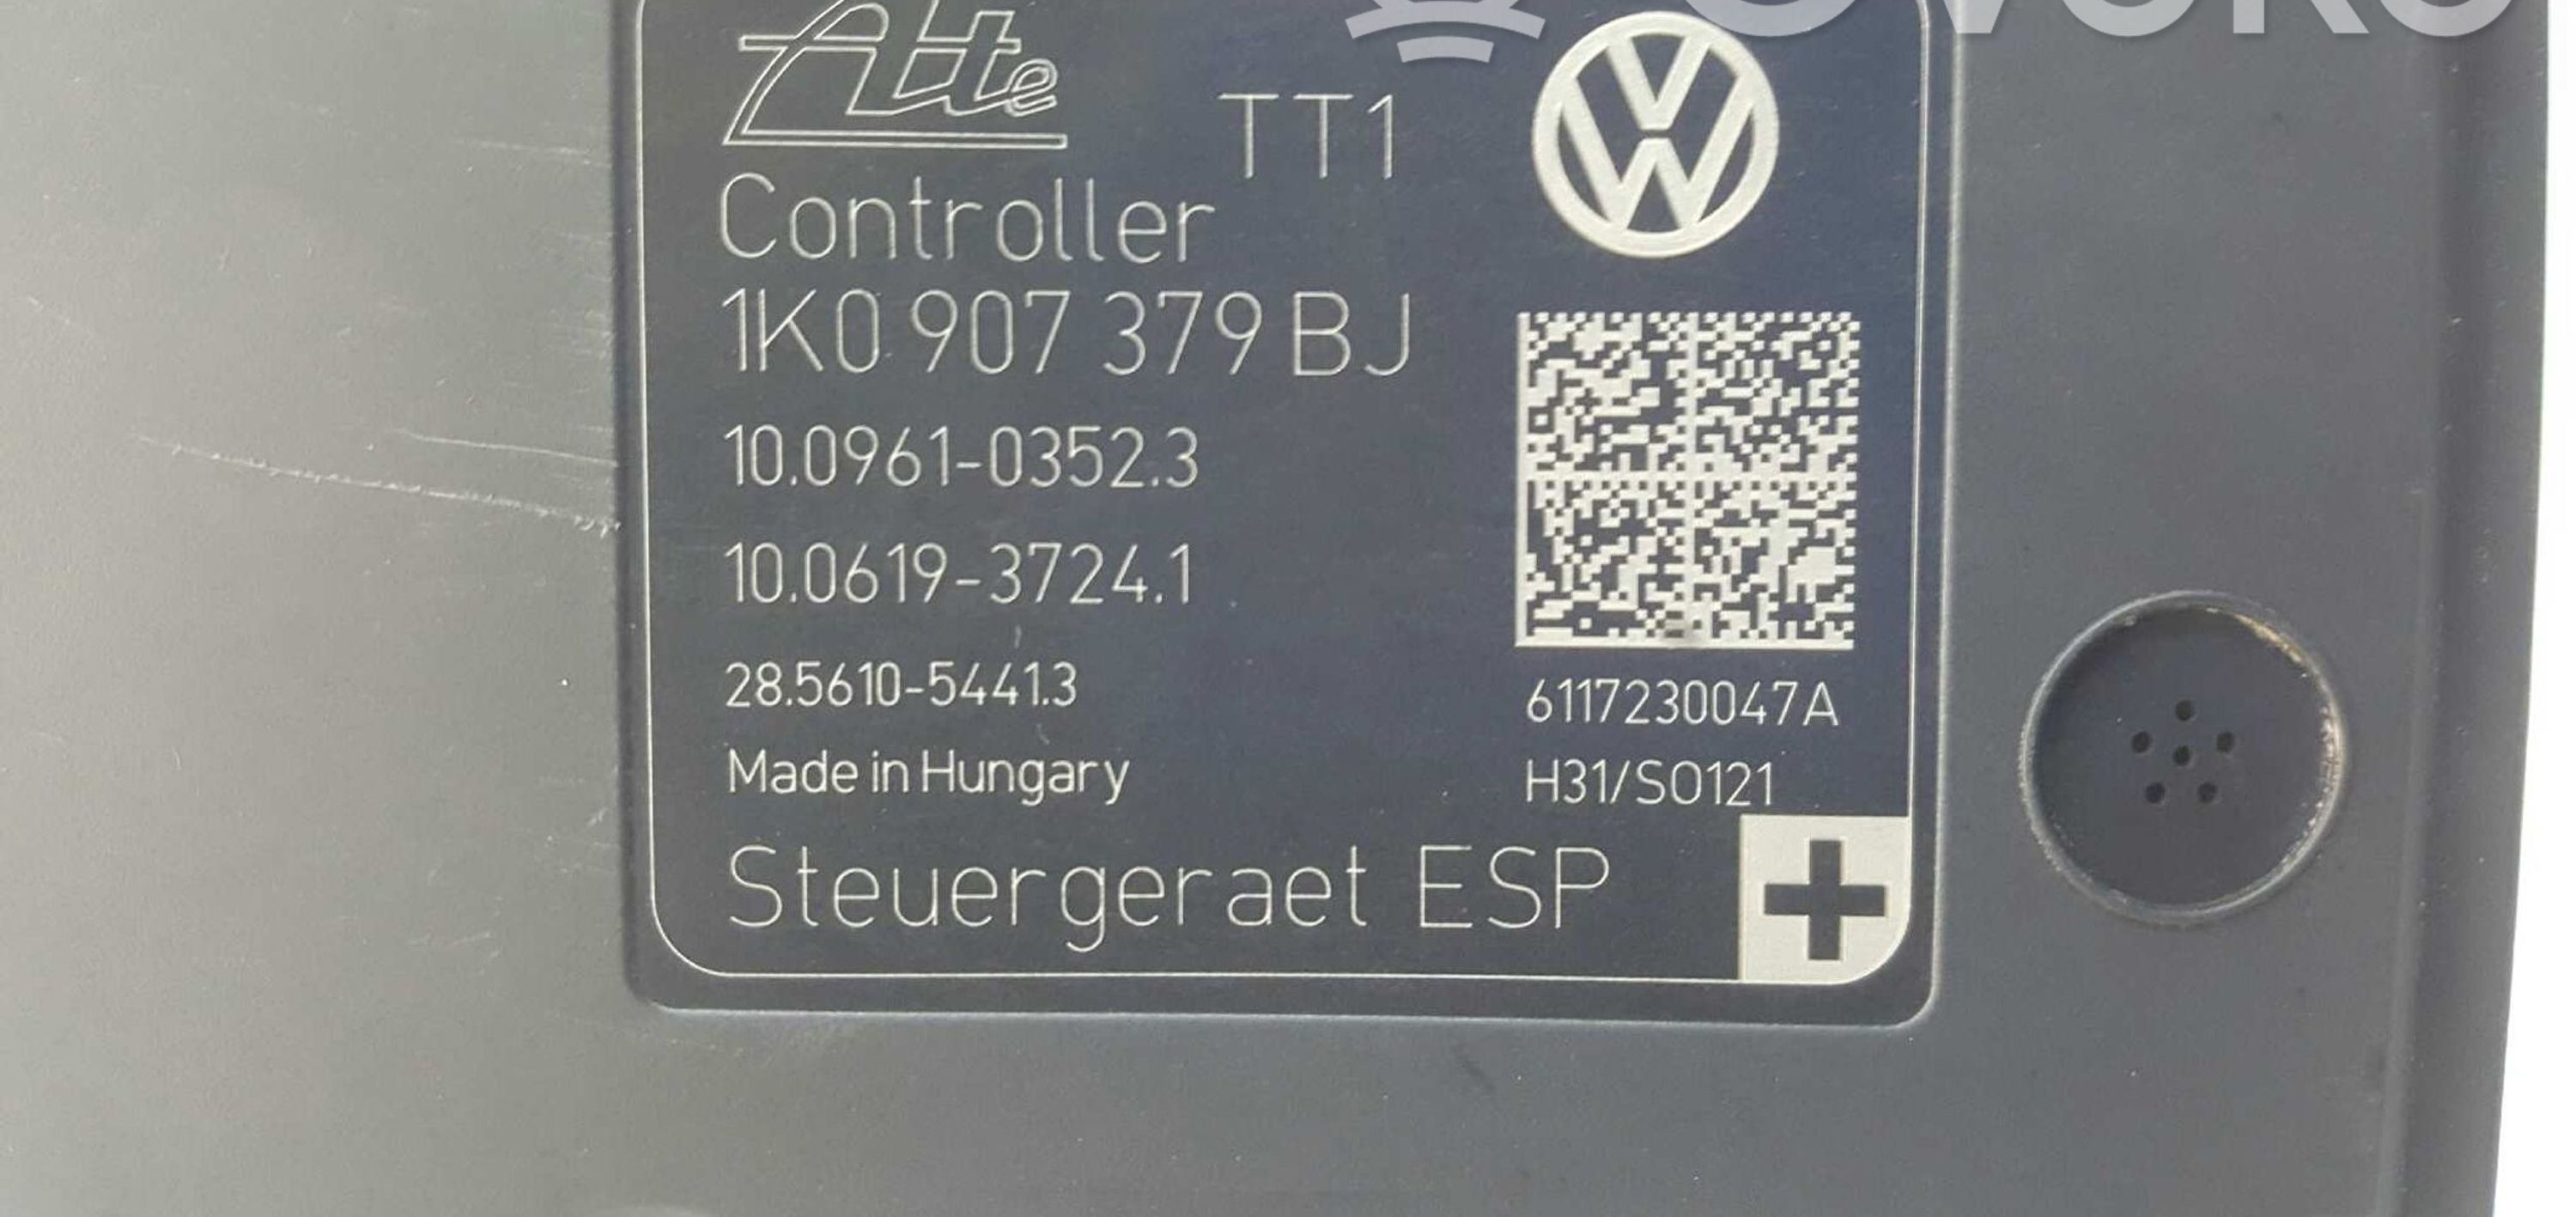 Ate
TT1
Controller
1K0 907 379 BJ
10.0961-0352.3
10.0619-3724.1
28.5610-5441.3
Made in Hungary
6117230047A
H31/SO121
Steuergeraet ESP